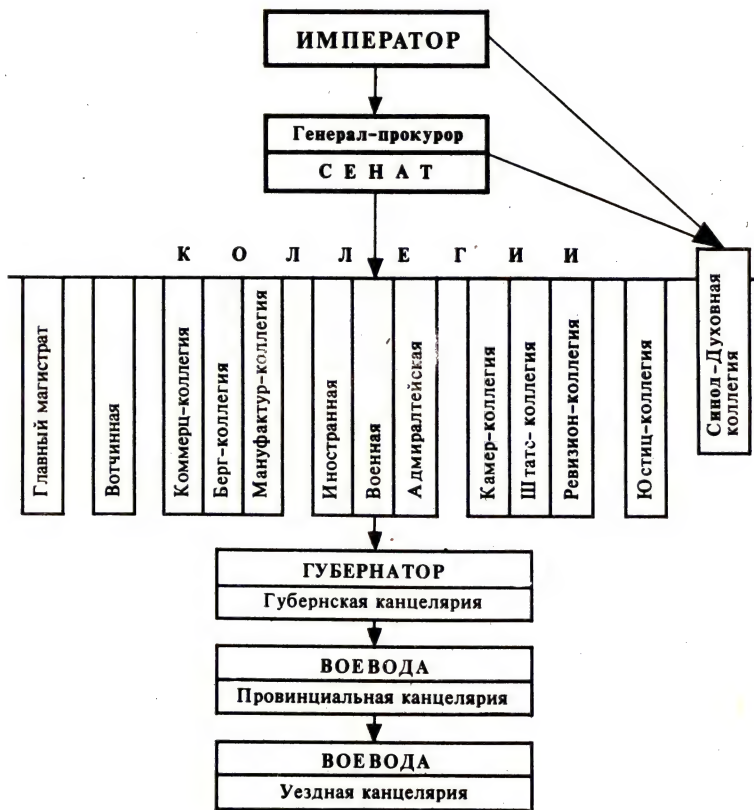 ИМПЕРАТОР
Генерал-прокурор
СЕНАТ
КОЛЛЕГИИ
Главный магистрат
Вотчинная
Коммерц-коллегия
Берг-коллегия
Мануфактур-коллегия
Иностранная
Военная
Адмиралтейская
Камер-коллегия
Штатс-коллегия
Ревизион-коллегия
Юстиц-коллегия
Синод-Духовная
коллегия
ГУБЕРНАТОР
Губернская канцелярия
ВОЕВОДА
Провинциальная канцелярия
ВОЕВОДА
Уездная канцелярия